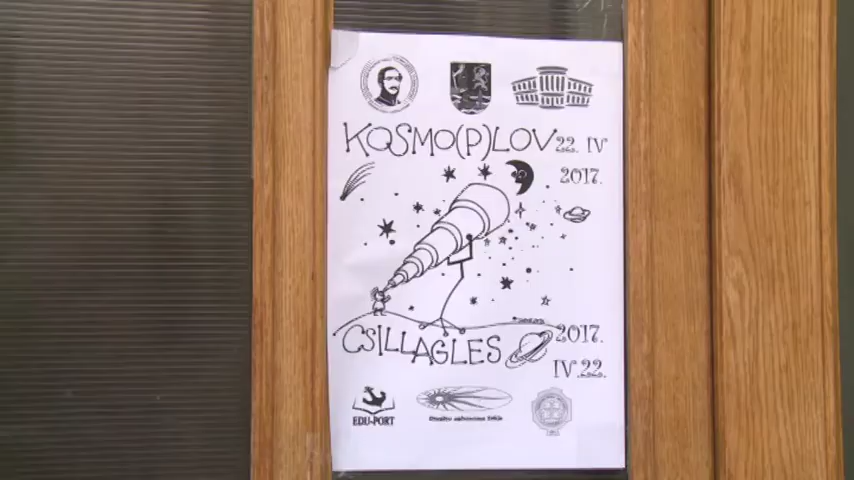 KOSMO(P)LOV 22. IV
2017.
CSILLAGLES 2017.
IV.22.
EDU-PORT